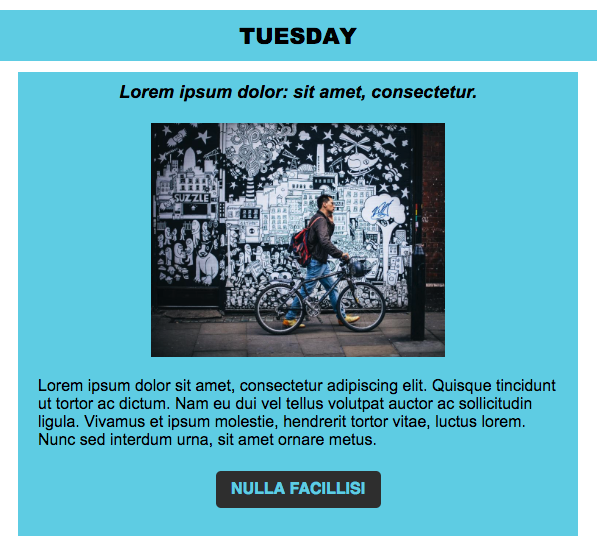 TUESDAY
Lorem ipsum dolor: sit amet, consectetur.
SUZZLE
Lorem ipsum dolor sit amet, consectetur adipiscing elit. Quisque tincidunt
ut tortor ac dictum. Nam eu dui vel tellus volutpat auctor ac sollicitudin
ligula. Vivamus et ipsum molestie, hendrerit tortor vitae, luctus lorem.
Nunc sed interdum urna, sit amet ornare metus.
NULLA FACILLISI